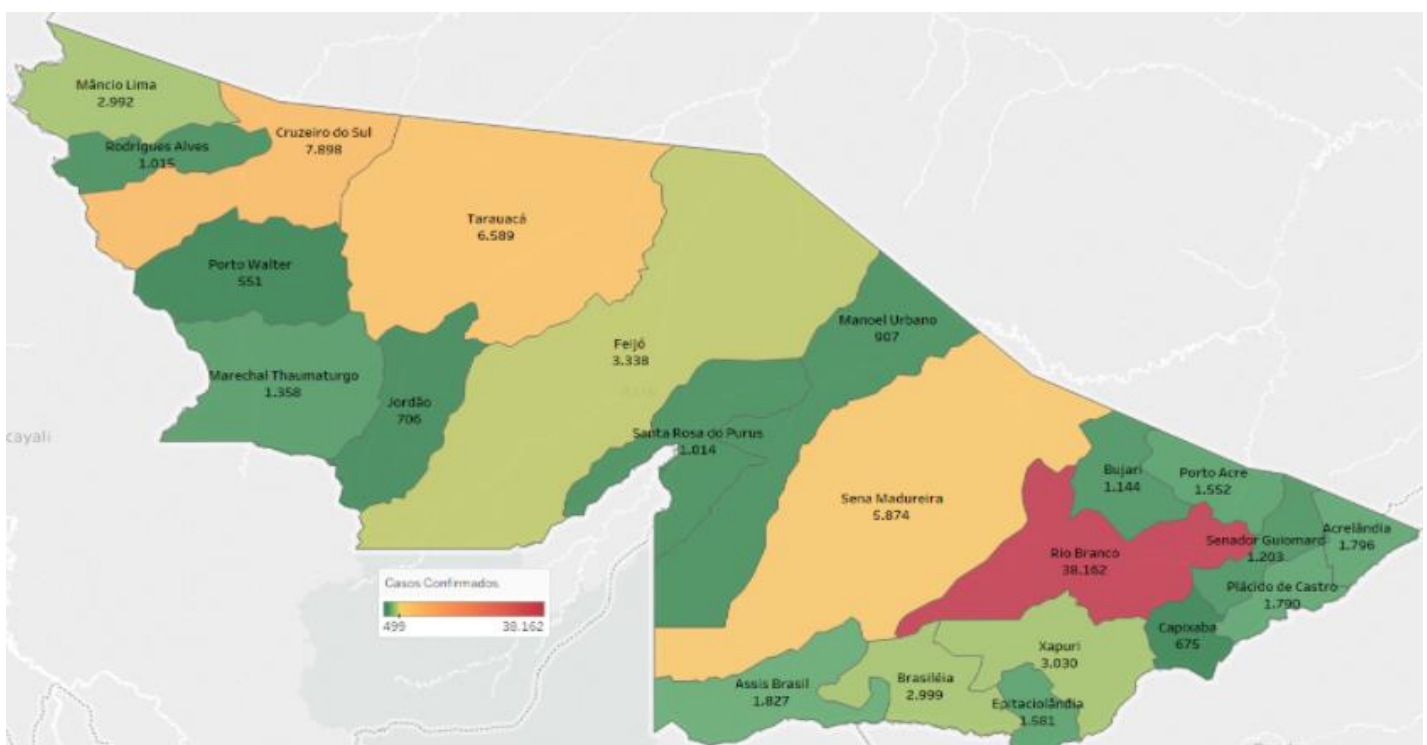 Mâncio Lima
2.992
Rodrigues Alves
1.015
Cruzeiro do Sul
7.898
Tarauacá
6.589
Porto Walter
551
Marechal Thaumaturgo
1.358
Jordão
706
Feijó
3.338
Manoel Urbano
907
Santa Rosa do Purus
1.014
cayali
Sena Madureira
5.874
Bujari
1.144
Porto Acre
1.552
Rio Branco
38.162
Senador Guiomard
1.203
Acrelândia
1.796
Plácido de Castro
1.790
Capixaba
675
Xapuri
3.030
Assis Brasil
1.827
Brasiléia
2.999
Epitaciolândia
1.581
Casos Confirmados
499 38.162